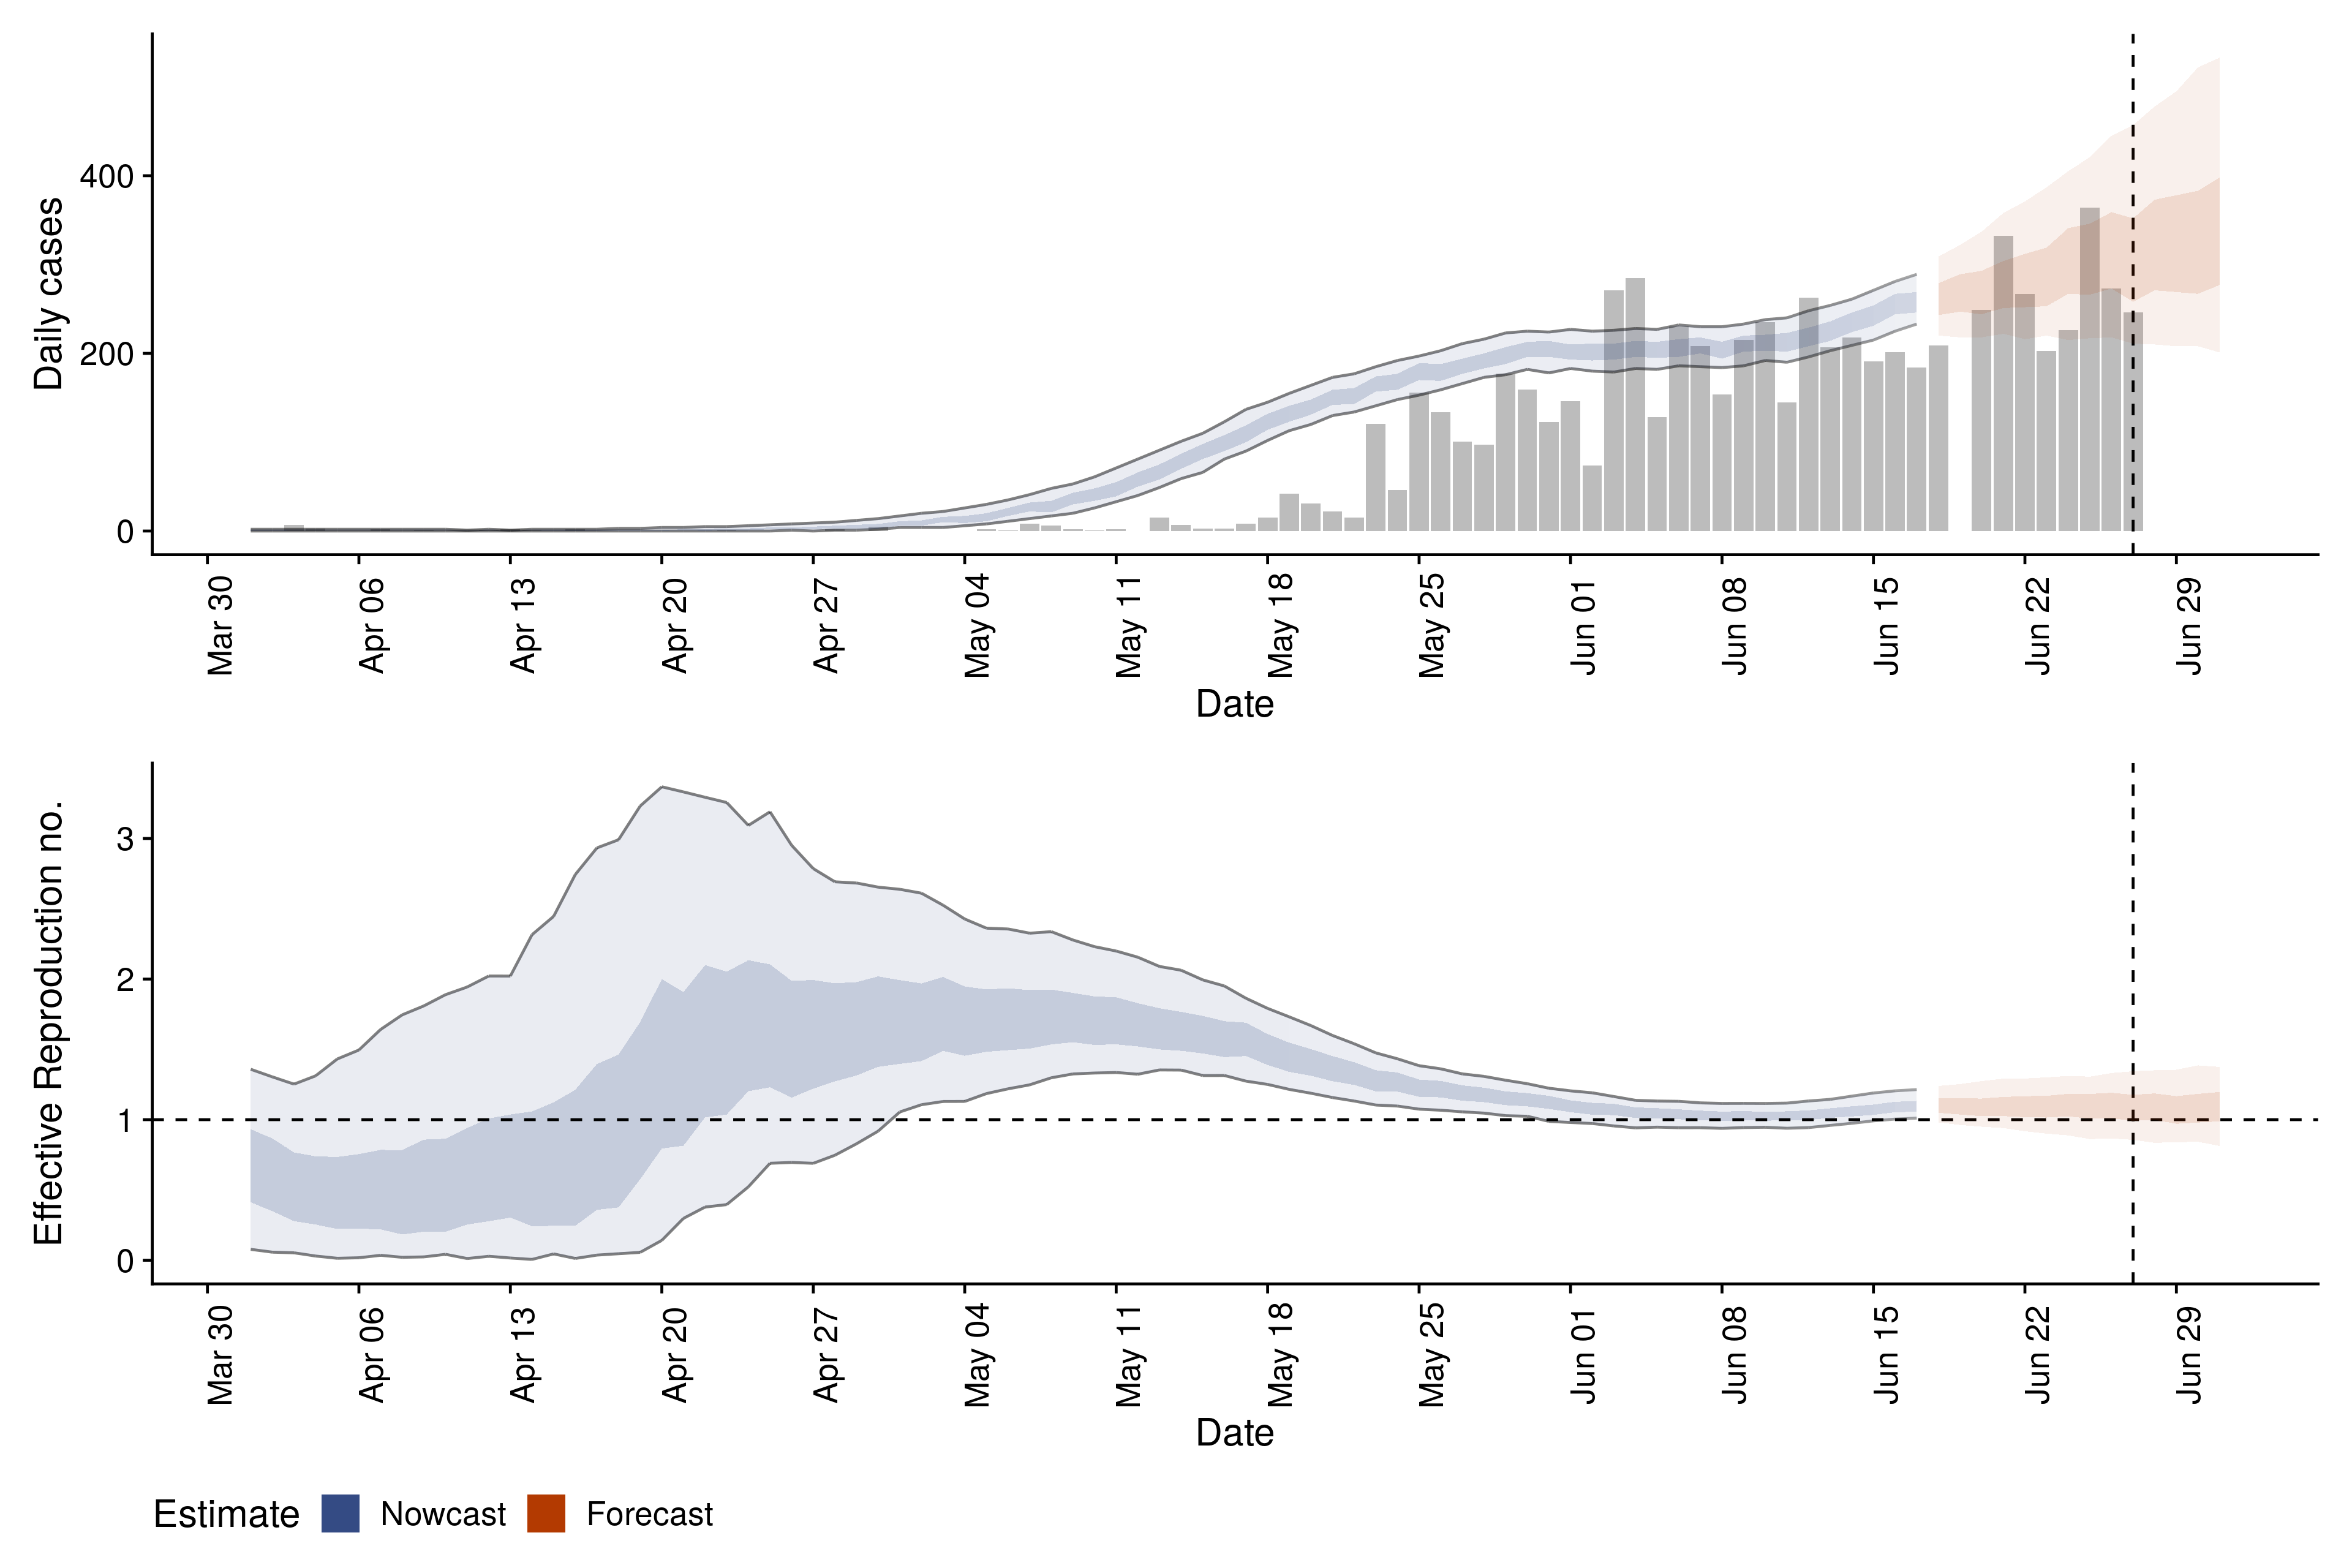 Daily cases
400
200
0
Mar 30 Apr 06 Apr 13 Apr 20 Apr 27 May 04 May 11 May 18 May 25 Jun 01 Jun 08 Jun 15 Jun 22 Jun 29
Date
Effective Reproduction no.
3
2
1
0
Mar 30 Apr 06 Apr 13 Apr 20 Apr 27 May 04 May 11 May 18 May 25 Jun 01 Jun 08 Jun 15 Jun 22 Jun 29
Date
Estimate Nowcast Forecast